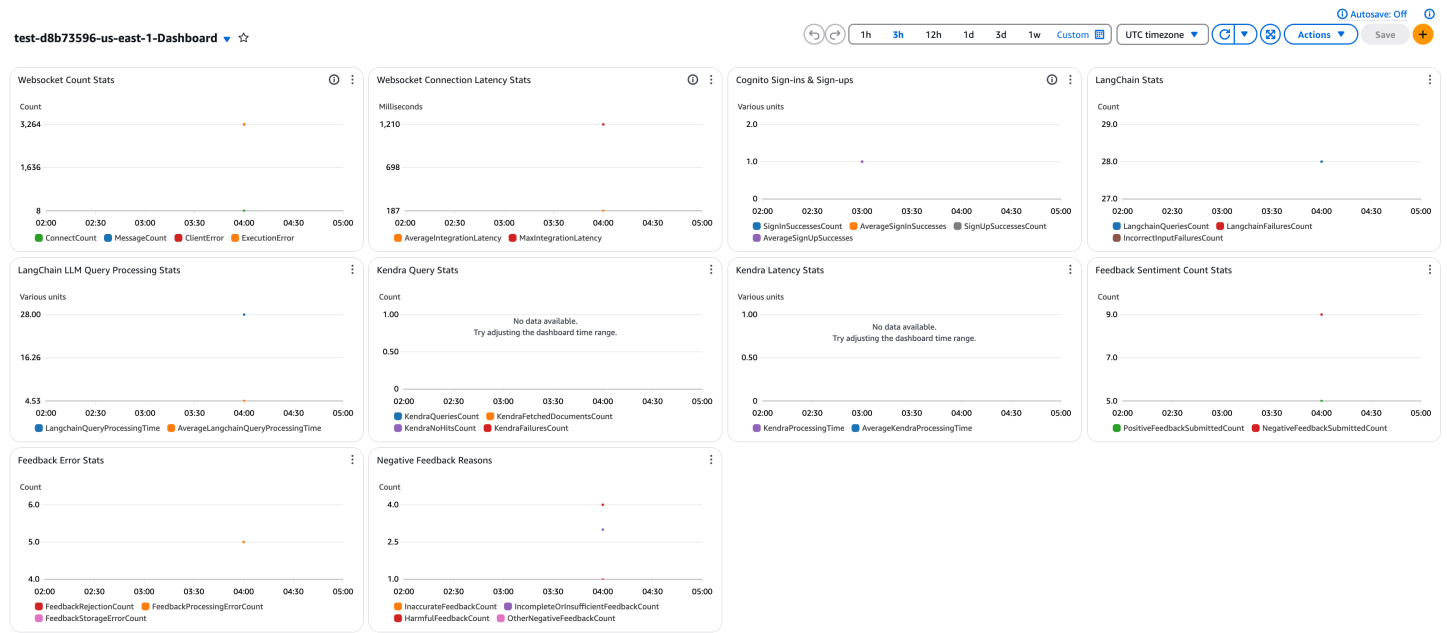 Autosave: Off
test-d8b73596-us-east-1-Dashboard
1h 3h 12h 1d 3d 1w Custom UTC timezone Actions Save
Websocket Count Stats
Count
3,264
1,636
8
02:00 02:30 03:00 03:30 04:00 04:30 05:00
ConnectCount MessageCount ClientError ExecutionError
Websocket Connection Latency Stats
Milliseconds
1,210
698
187
02:00 02:30 03:00 03:30 04:00 04:30 05:00
AverageIntegrationLatency MaxIntegrationLatency
Cognito Sign-ins & Sign-ups
Various units
2.0
1.0
0
02:00 02:30 03:00 03:30 04:00 04:30 05:00
SignInSuccessesCount AverageSignInSuccesses SignUpSuccessesCount
AverageSignUpSuccesses
LangChain Stats
Count
29.0
28.0
27.0
02:00 02:30 03:00 03:30 04:00 04:30 05:00
LangchainQueriesCount LangchainFailuresCount
IncorrectInputFailuresCount
LangChain LLM Query Processing Stats
Various units
28.00
16.26
4.53
02:00 02:30 03:00 03:30 04:00 04:30 05:00
LangchainQueryProcessingTime AverageLangchainQueryProcessingTime
Kendra Query Stats
Count
1.00
No data available.
Try adjusting the dashboard time range.
0.50
0
02:00 02:30 03:00 03:30 04:00 04:30 05:00
KendraQueriesCount KendraFetchedDocumentsCount
KendraNoHitsCount KendraFailuresCount
Kendra Latency Stats
Various units
1.00
No data available.
Try adjusting the dashboard time range.
0.50
0
02:00 02:30 03:00 03:30 04:00 04:30 05:00
KendraProcessingTime AverageKendraProcessingTime
Feedback Sentiment Count Stats
Count
9.0
7.0
5.0
02:00 02:30 03:00 03:30 04:00 04:30 05:00
PositiveFeedbackSubmittedCount NegativeFeedbackSubmittedCount
Feedback Error Stats
Count
6.0
5.0
4.0
02:00 02:30 03:00 03:30 04:00 04:30 05:00
FeedbackRejectionCount FeedbackProcessingErrorCount
FeedbackStorageErrorCount
Negative Feedback Reasons
Count
4.0
2.5
1.0
02:00 02:30 03:00 03:30 04:00 04:30 05:00
InaccurateFeedbackCount IncompleteOrInsufficientFeedbackCount
HarmfulFeedbackCount OtherNegativeFeedbackCount